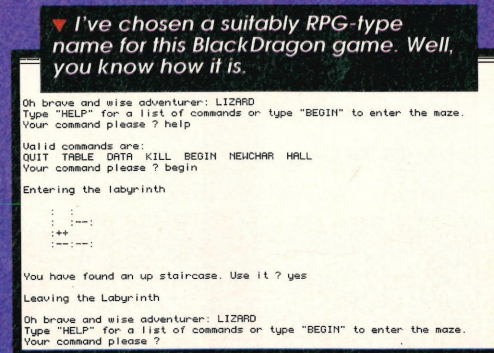 ▼ I've chosen a suitably RPG-type
name for this BlackDragon game. Well,
you know how it is.
Oh brave and wise adventurer: LIZARD
Type "HELP" for a list of commands or type "BEGIN" to enter the maze.
Your command please ? help
Valid commands are:
QUIT TABLE DATA KILL BEGIN NEWCHAR HALL
Your command please ? begin
Entering the labyrinth
:   :
:   :--:
:++
:--:--:
You have found an up staircase. Use it ? yes
Leaving the Labyrinth
Oh brave and wise adventurer: LIZARD
Type "HELP" for a list of commands or type "BEGIN" to enter the maze.
Your command please ?